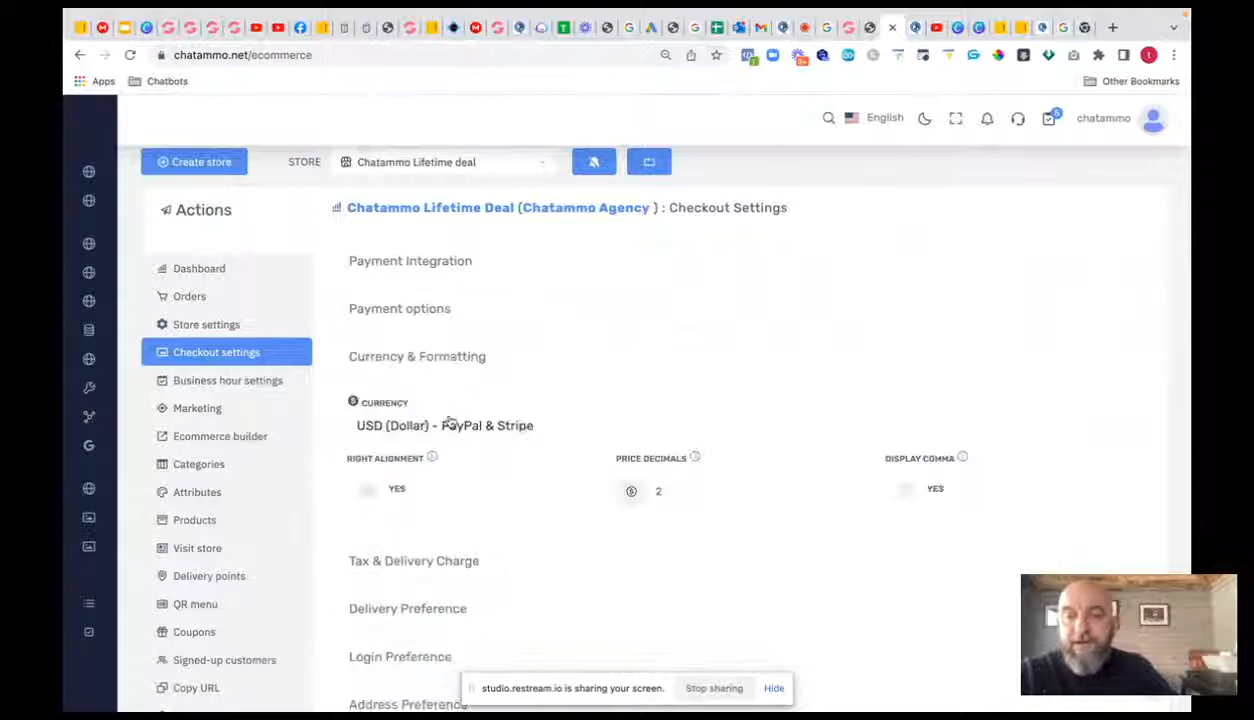 chatammo.net/ecommerce
Apps
Chatbots
Other Bookmarks
English
6
chatammo
Create store
STORE
Chatammo Lifetime deal
Actions
Chatammo Lifetime Deal (Chatammo Agency ) : Checkout Settings
Dashboard
Orders
Store settings
Checkout settings
Business hour settings
Marketing
Ecommerce builder
Categories
Attributes
Products
Visit store
Delivery points
QR menu
Coupons
Signed-up customers
Copy URL
Payment Integration
Payment options
Currency & Formatting
CURRENCY
USD (Dollar) - PayPal & Stripe
RIGHT ALIGNMENT
PRICE DECIMALS
DISPLAY COMMA
YES
2
YES
Tax & Delivery Charge
Delivery Preference
Login Preference
Address Preference
studio.restream.io is sharing your screen.
Stop sharing
Hide